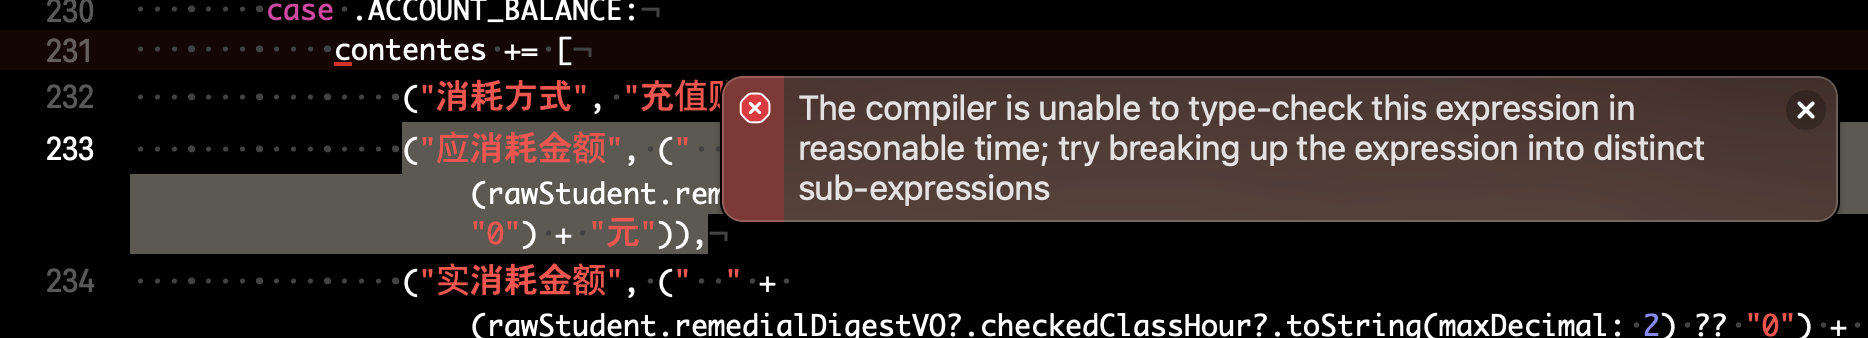 230 case .ACCOUNT_BALANCE:¬
231 contentes += [¬
232 ("消耗方式", "充值
The compiler is unable to type-check this expression in
reasonable time; try breaking up the expression into distinct
sub-expressions
233 ("应消耗金额", ("
(rawStudent.rem
"0") + "元")),¬
234 ("实消耗金额", ("  " +
(rawStudent.remedialDigestVO?.checkedClassHour?.toString(maxDecimal: 2) ?? "0") +